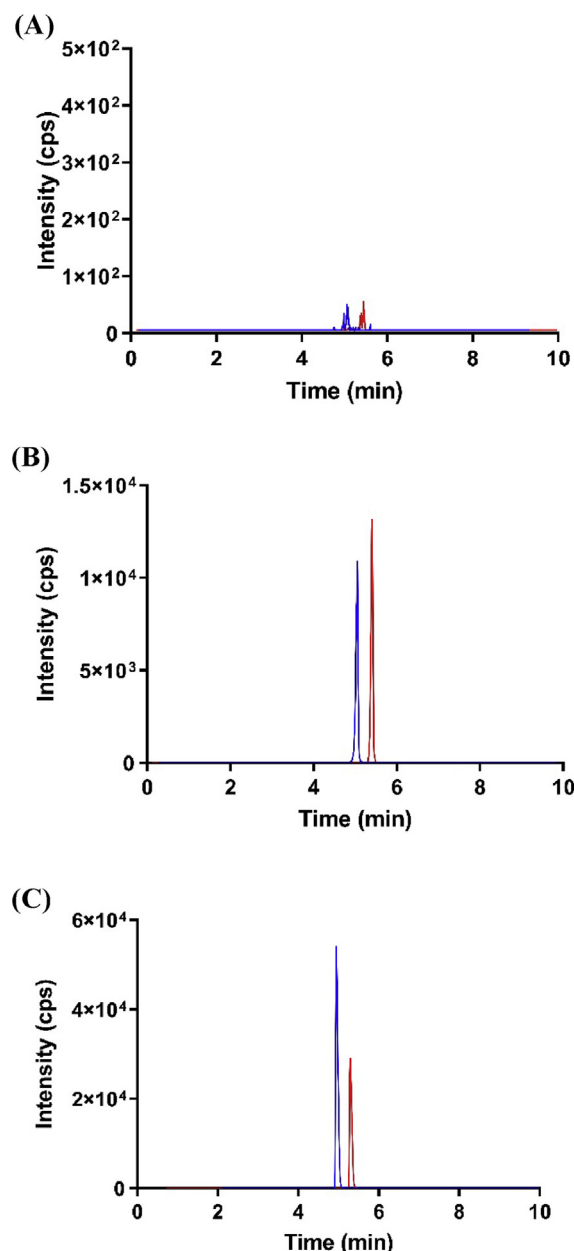 (A)
5×10²
4×10²
3×10²
2×10²
1×10²
0
Intensity (cps)
0 2 4 6 8 10
Time (min)
(B)
1.5×10⁴
1×10⁴
5×10³
0
Intensity (cps)
0 2 4 6 8 10
Time (min)
(C)
6×10⁴
4×10⁴
2×10⁴
0
Intensity (cps)
0 2 4 6 8 10
Time (min)